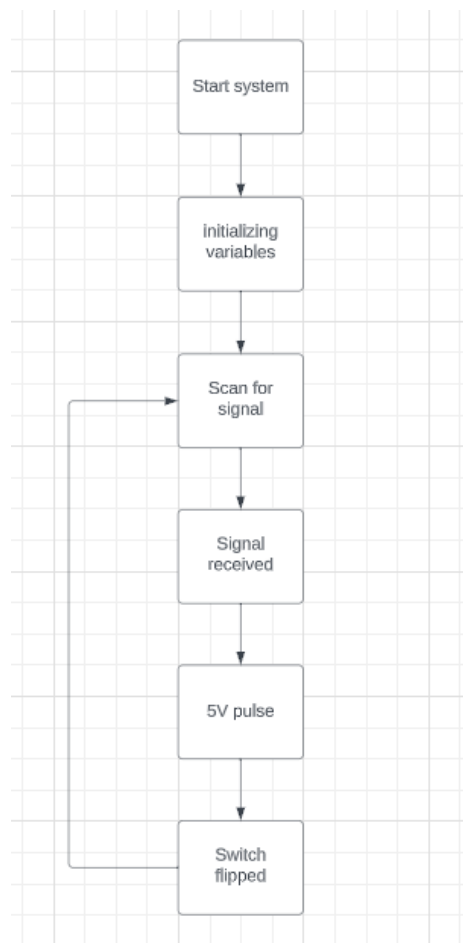 Start system
initializing
variables
Scan for
signal
Signal
received
5V pulse
Switch
flipped